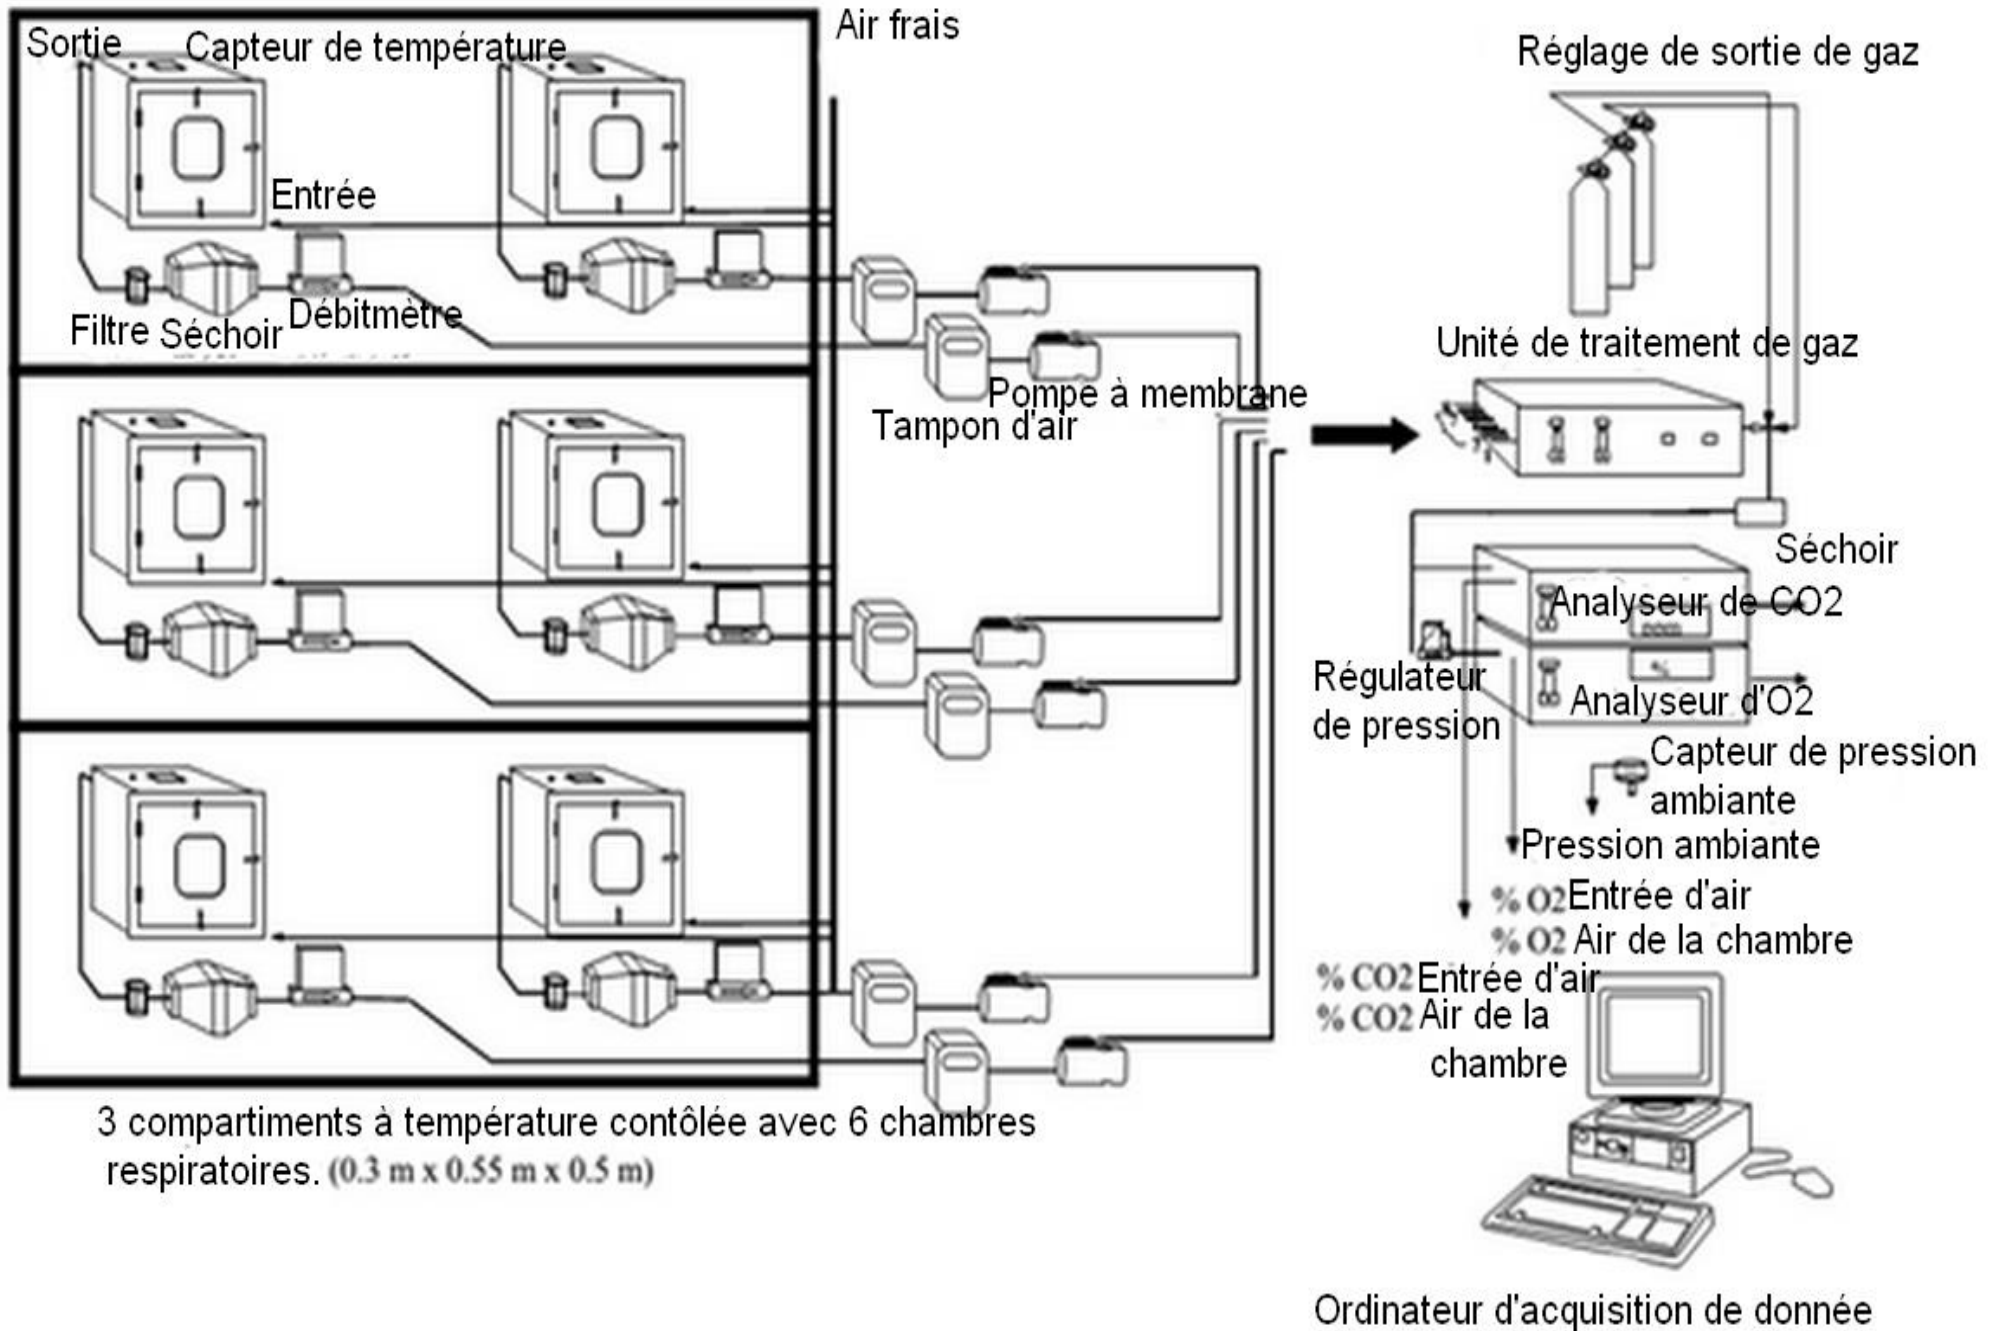 Sortie
Capteur de température
Air frais
Réglage de sortie de gaz
Entrée
Filtre
Séchoir
Débitmètre
Pompe à membrane
Tampon d'air
Unité de traitement de gaz
Séchoir
Analyseur de CO2
Régulateur
de pression
%
Analyseur d'O2
Capteur de pression
ambiante
Pression ambiante
% O2 Entrée d'air
% O2 Air de la chambre
% CO2 Entrée d'air
% CO2 Air de la
chambre
3 compartiments à température contôlée avec 6 chambres
respiratoires. (0.3 m x 0.55 m x 0.5 m)
Ordinateur d'acquisition de donnée